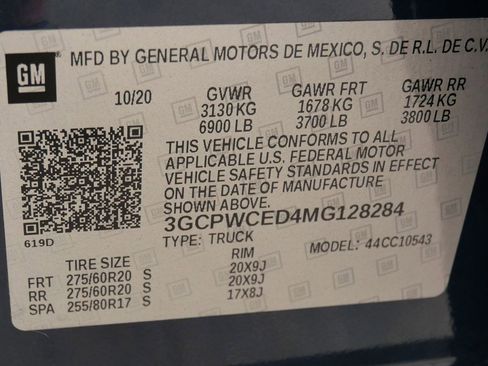 GM MFD BY GENERAL MOTORS DE MEXICO, S. DE R.L. DE C.V.
10/20 GVWR GAWR FRT GAWR RR
3130 KG 1678 KG 1724 KG
6900 LB 3700 LB 3800 LB
THIS VEHICLE CONFORMS TO ALL
APPLICABLE U.S. FEDERAL MOTOR
VEHICLE SAFETY STANDARDS IN EFFECT
ON THE DATE OF MANUFACTURE
SHOWN ABOVE.
3GCPWCED4MG128284
619D
TYPE: TRUCK MODEL: 44CC10543
TIRE SIZE RIM
FRT 275/60R20 S 20X9J
RR 275/60R20 S 20X9J
SPA 255/80R17 S 17X8J